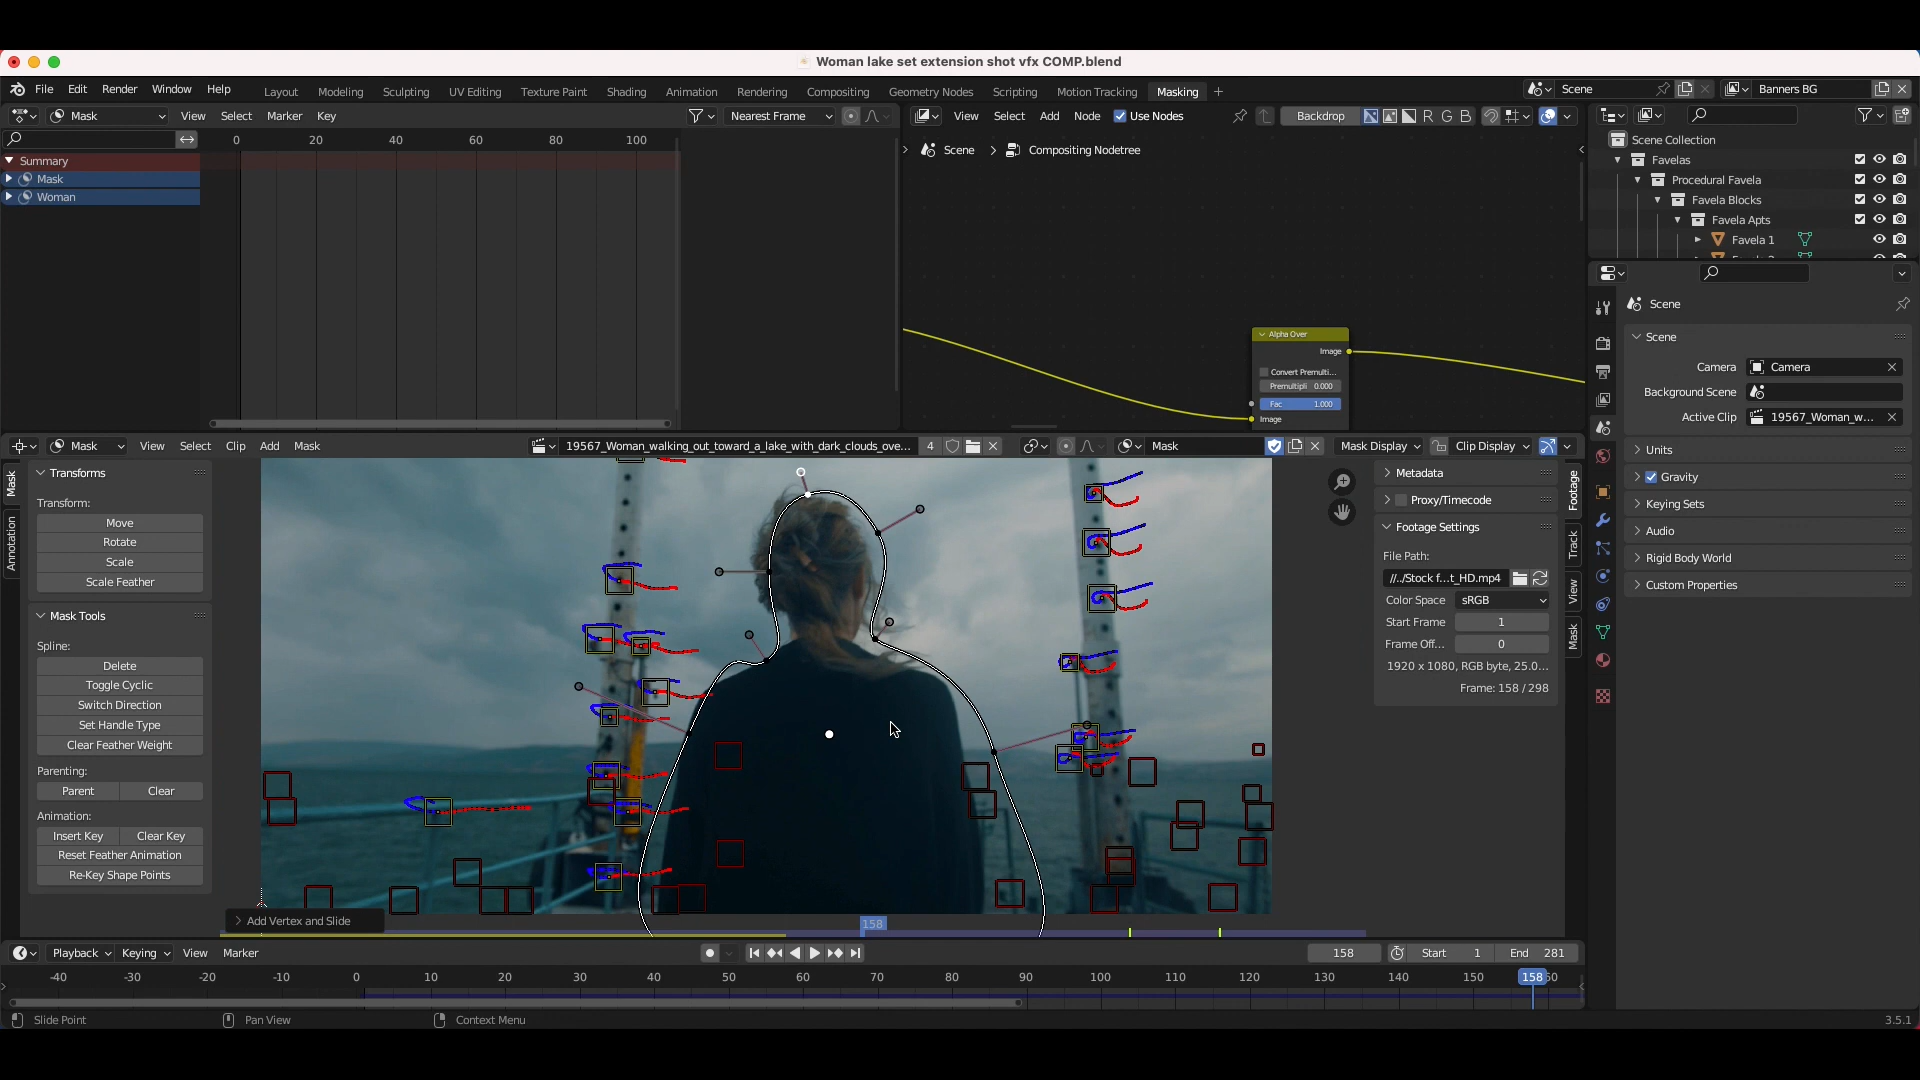 Woman lake set extension shot vfx COMP.blend
File Edit Render Window Help Layout Modeling Sculpting UV Editing Texture Paint Shading Animation Rendering Compositing Geometry Nodes Scripting Motion Tracking Masking + Scene Banners BG
Mask View Select Marker Key Nearest Frame
View Select Add Node Use Nodes Backdrop R G B
0 20 40 60 80 100
Summary
Mask
Woman
Scene > Compositing Nodetree
Alpha Over
Image
Convert Premulti...
Premultipli 0.000
Fac 1.000
Image
Scene Collection
Favelas
Procedural Favela
Favela Blocks
Favela Apts
Favela 1
Scene
Scene
Camera Camera
Background Scene
Active Clip 19567_Woman_w...
Units
Gravity
Keying Sets
Audio
Rigid Body World
Custom Properties
Mask View Select Clip Add Mask 19567_Woman_walking_out_toward_a_lake_with_dark_clouds_ove... 4 Mask Mask Display Clip Display
Mask
Annotation
Transforms
Transform:
Move
Rotate
Scale
Scale Feather
Mask Tools
Spline:
Delete
Toggle Cyclic
Switch Direction
Set Handle Type
Clear Feather Weight
Parenting:
Parent Clear
Animation:
Insert Key Clear Key
Reset Feather Animation
Re-Key Shape Points
Add Vertex and Slide
158
Metadata
Proxy/Timecode
Footage Settings
File Path:
//../Stock f...t_HD.mp4
Color Space sRGB
Start Frame 1
Frame Off... 0
1920 x 1080, RGB byte, 25.0...
Frame: 158 / 298
Footage
Track
View
Mask
Playback Keying View Marker 158 Start 1 End 281
-40 -30 -20 -10 0 10 20 30 40 50 60 70 80 90 100 110 120 130 140 150 158
Slide Point Pan View Context Menu 3.5.1